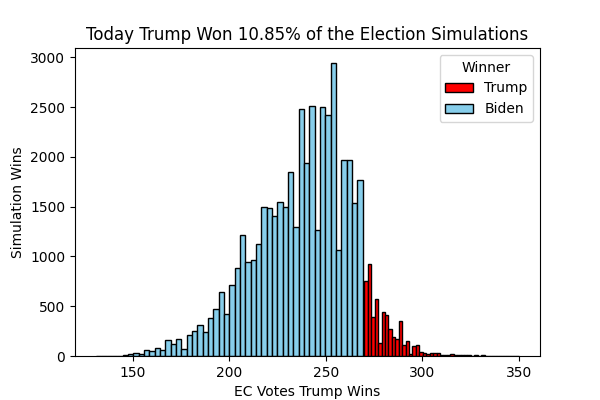 Today Trump Won 10.85% of the Election Simulations
3000
2500
2000
1500
1000
500
0
Simulation Wins
Winner
Trump
Biden
150
200
250
300
350
EC Votes Trump Wins